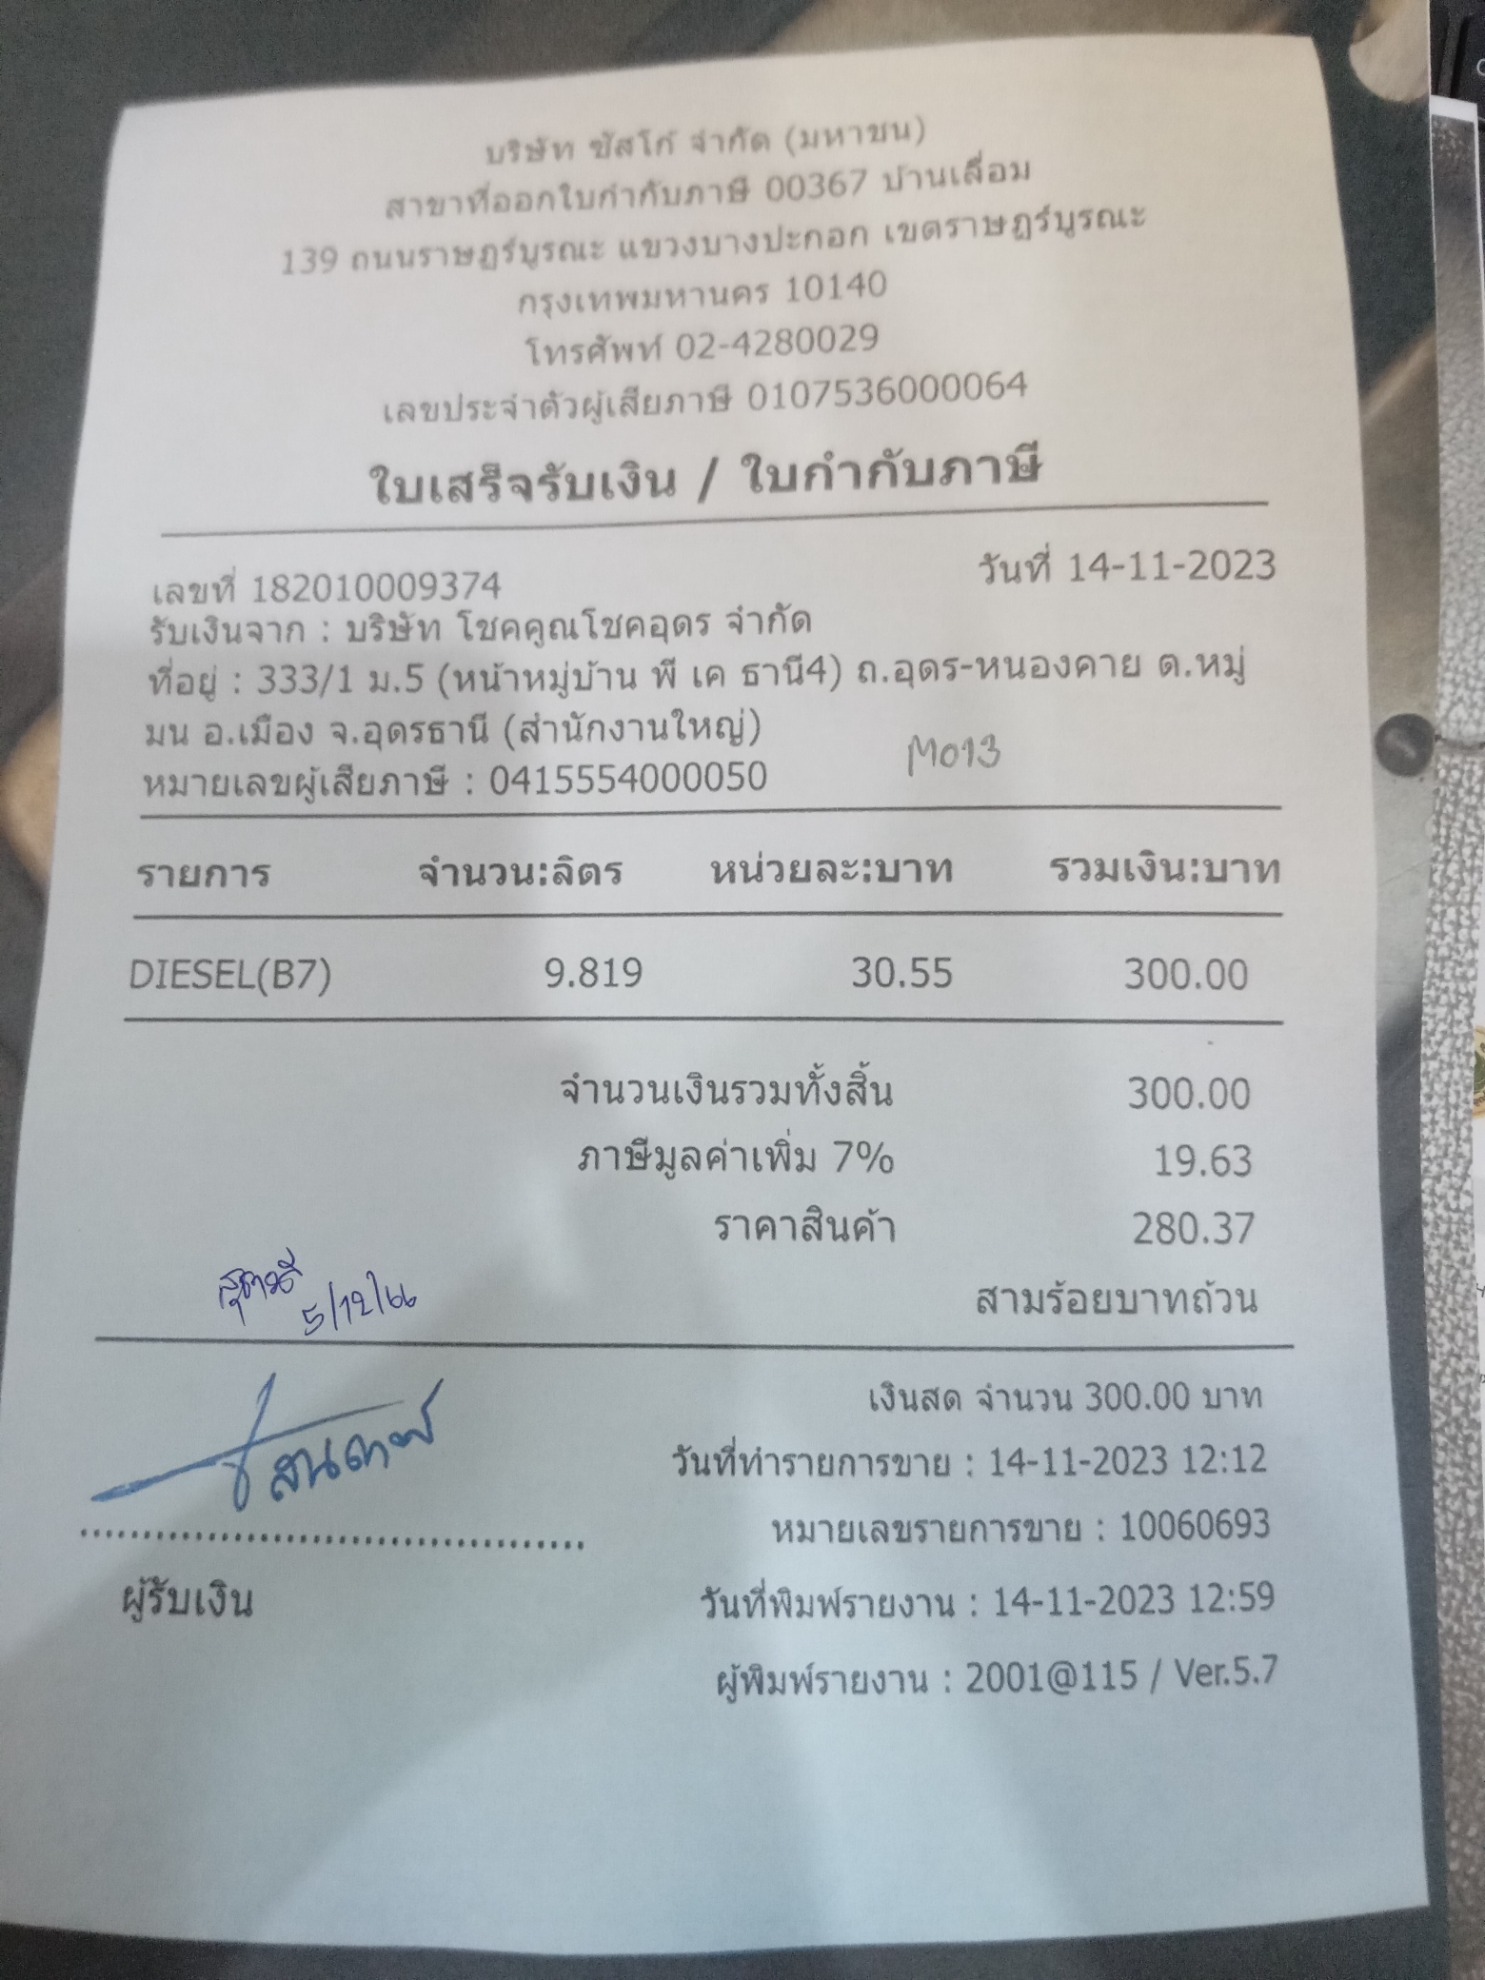 บริษัท ซัสโก้ จำกัด (มหาชน)
สาขาที่ออกใบกำกับภาษี 00367 บ้านเลื่อม
139 ถนนราษฎร์บูรณะ แขวงบางปะกอก เขตราษฎร์บูรณะ
กรุงเทพมหานคร 10140
โทรศัพท์ 02-4280029
เลขประจำตัวผู้เสียภาษี 0107536000064
ใบเสร็จรับเงิน / ใบกำกับภาษี
เลขที่ 182010009374 วันที่ 14-11-2023
รับเงินจาก : บริษัท โชคคูณโชคอุดร จำกัด
ที่อยู่ : 333/1 ม.5 (หน้าหมู่บ้าน พี เค ธานี4) ถ.อุดร-หนองคาย ต.หมู
มน อ.เมือง จ.อุดรธานี (สำนักงานใหญ่)
M013
หมายเลขผู้เสียภาษี : 0415554000050
รายการ จำนวน:ลิตร หน่วยละ:บาท รวมเงิน:บาท
DIESEL(B7) 9.819 30.55 300.00
จำนวนเงินรวมทั้งสิ้น 300.00
ภาษีมูลค่าเพิ่ม 7% 19.63
ราคาสินค้า 280.37
5/12/66
สามร้อยบาทถ้วน
เงินสด จำนวน 300.00 บาท
วันที่ทำรายการขาย : 14-11-2023 12:12
หมายเลขรายการขาย : 10060693
ผู้รับเงิน
วันที่พิมพ์รายงาน : 14-11-2023 12:59
ผู้พิมพ์รายงาน : 2001@115 / Ver.5.7